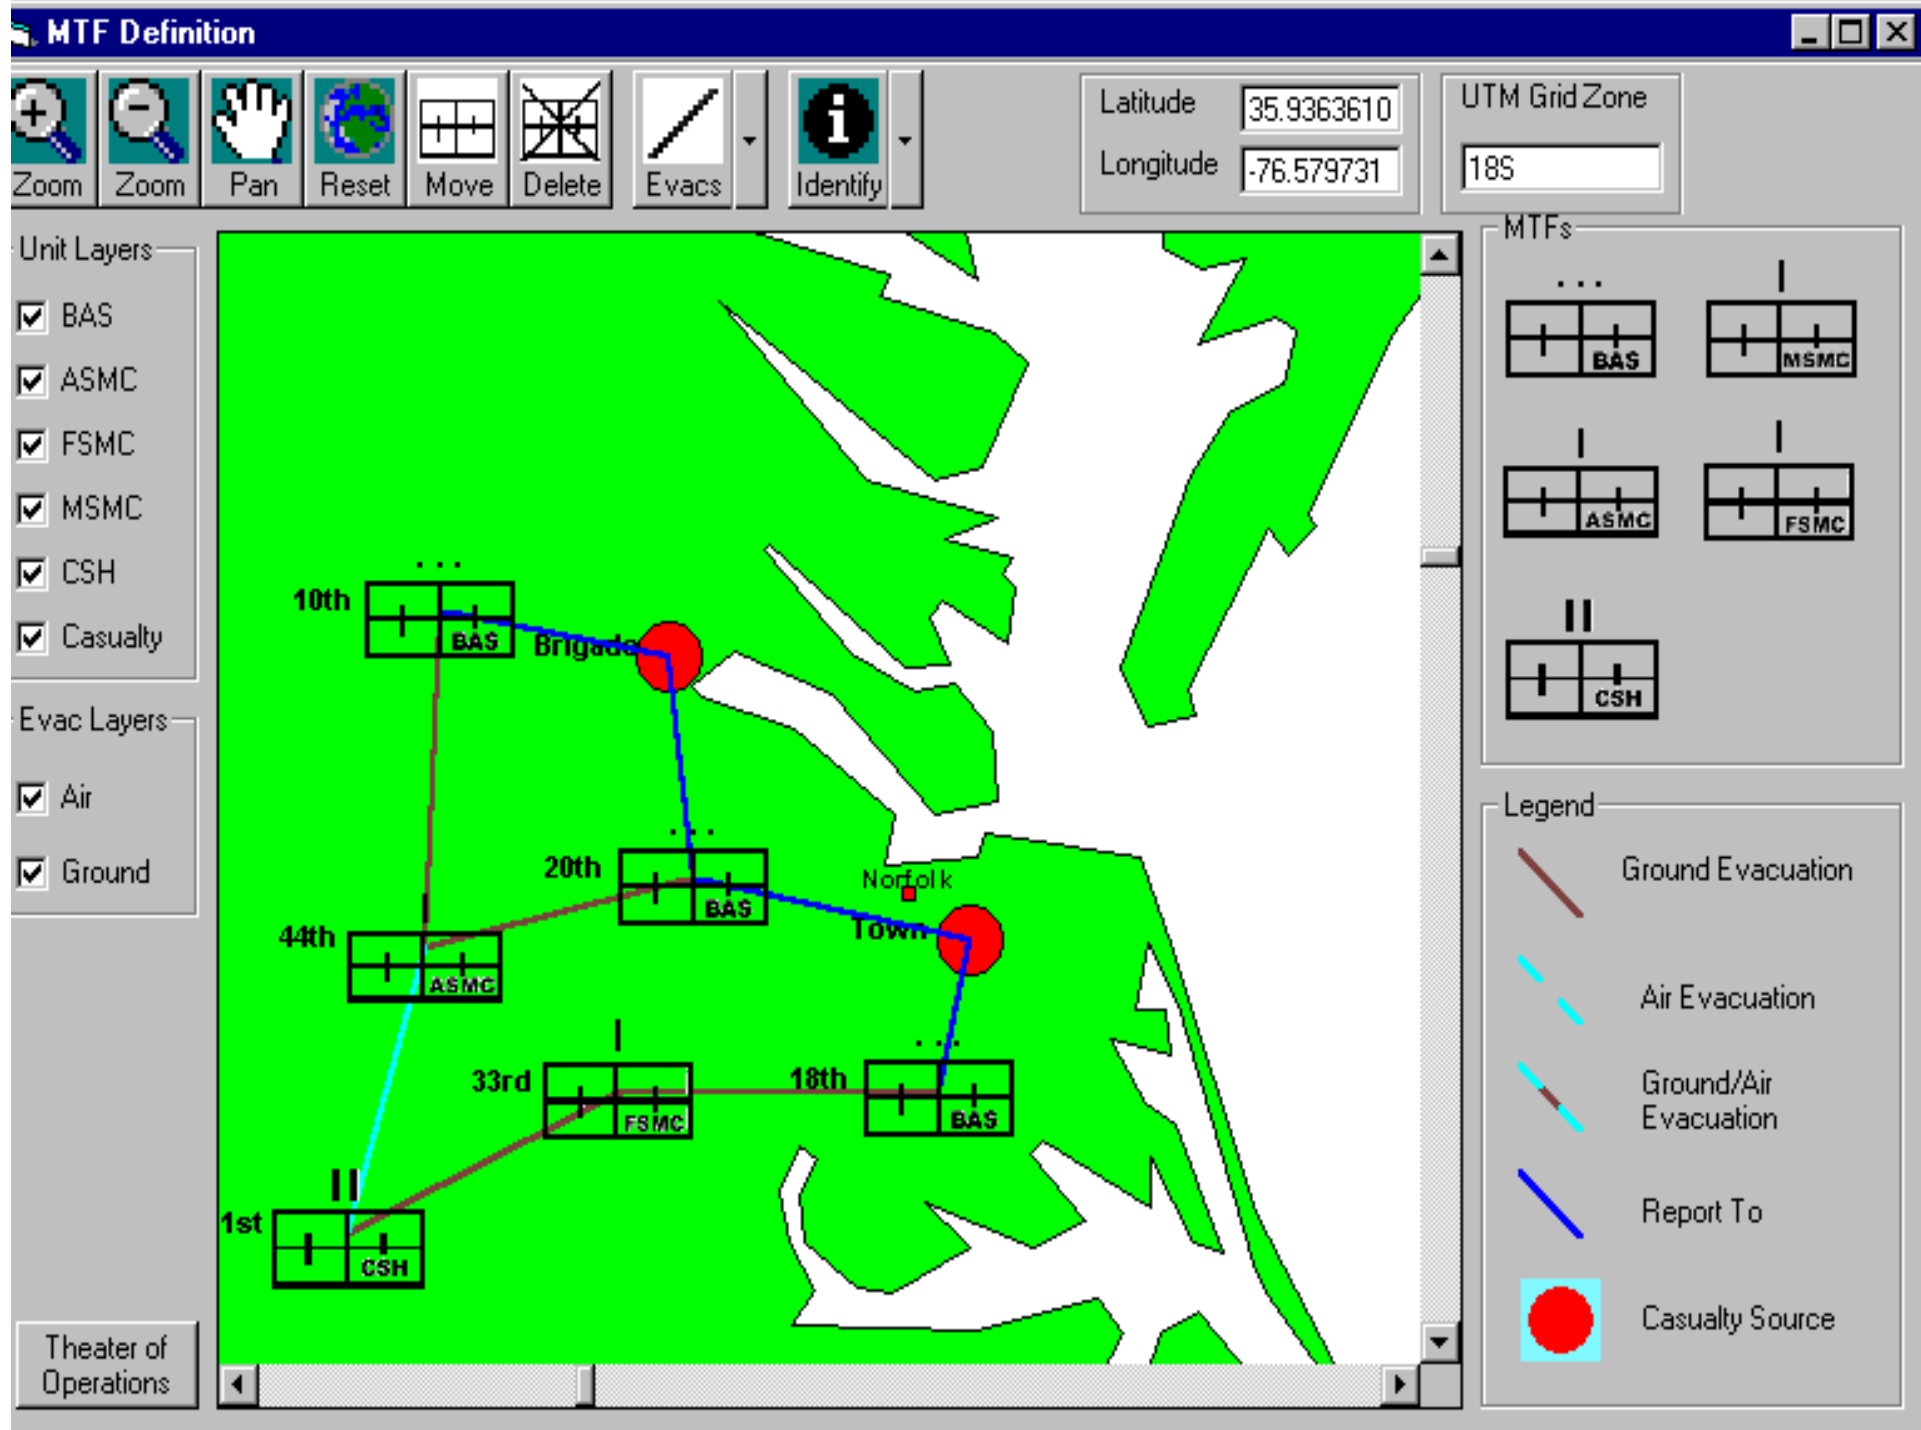 MTF Definition
Zoom
Zoom
Pan
Reset
Move
Delete
Evacs
Identify
Latitude
35.9363610
Longitude
-76.579731
UTM Grid Zone
18S
Unit Layers
BAS
ASMC
FSMC
MSMC
CSH
Casualty
Evac Layers
Air
Ground
Theater of
Operations
10th
BAS
Brigade
20th
BAS
Norfolk
Town
44th
ASMC
33rd
FSMC
18th
BAS
1st
CSH
MTFs
BAS
MSMC
ASMC
FSMC
CSH
Legend
Ground Evacuation
Air Evacuation
Ground/Air
Evacuation
Report To
Casualty Source